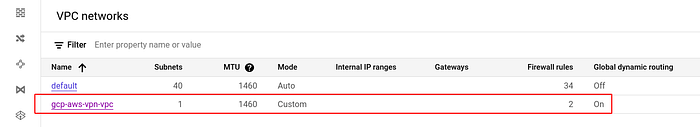 VPC networks
Filter Enter property name or value
Name Subnets MTU Mode Internal IP ranges Gateways Firewall rules Global dynamic routing
default 40 1460 Auto 34 Off
gcp-aws-vpn-vpc 1 1460 Custom 2 On